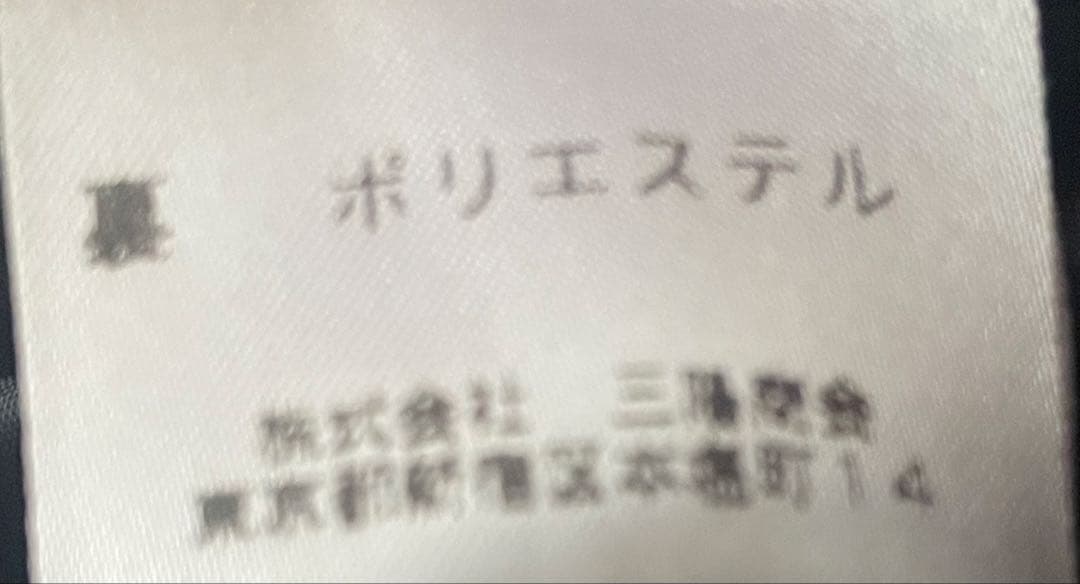 裏 ポリエステル
株式会社 三陽商会
東京都新宿区本塩町14